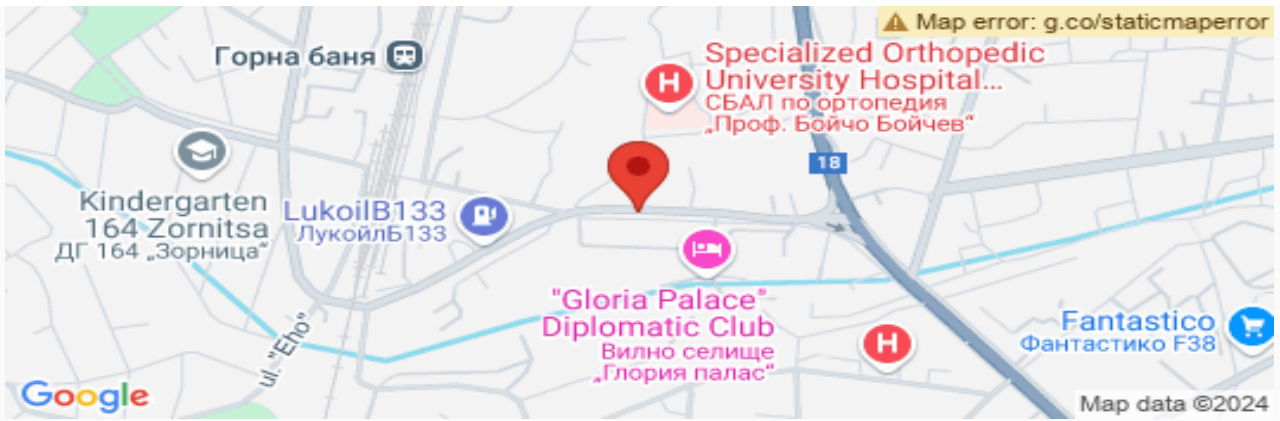 Map error: g.co/staticmaperror
Горна баня
Specialized Orthopedic
University Hospital...
СБАЛ по ортопедия
„Проф. Бойчо Бойчев“
18
Kindergarten
164 Zornitsa
ДГ 164 „Зорница“
LukoilB133
ЛукойлБ133
"Gloria Palace"
Diplomatic Club
Вилно селище
„Глория палас“
ul. "Eho"
Fantastico
Фантастико F38
Google
Map data ©2024